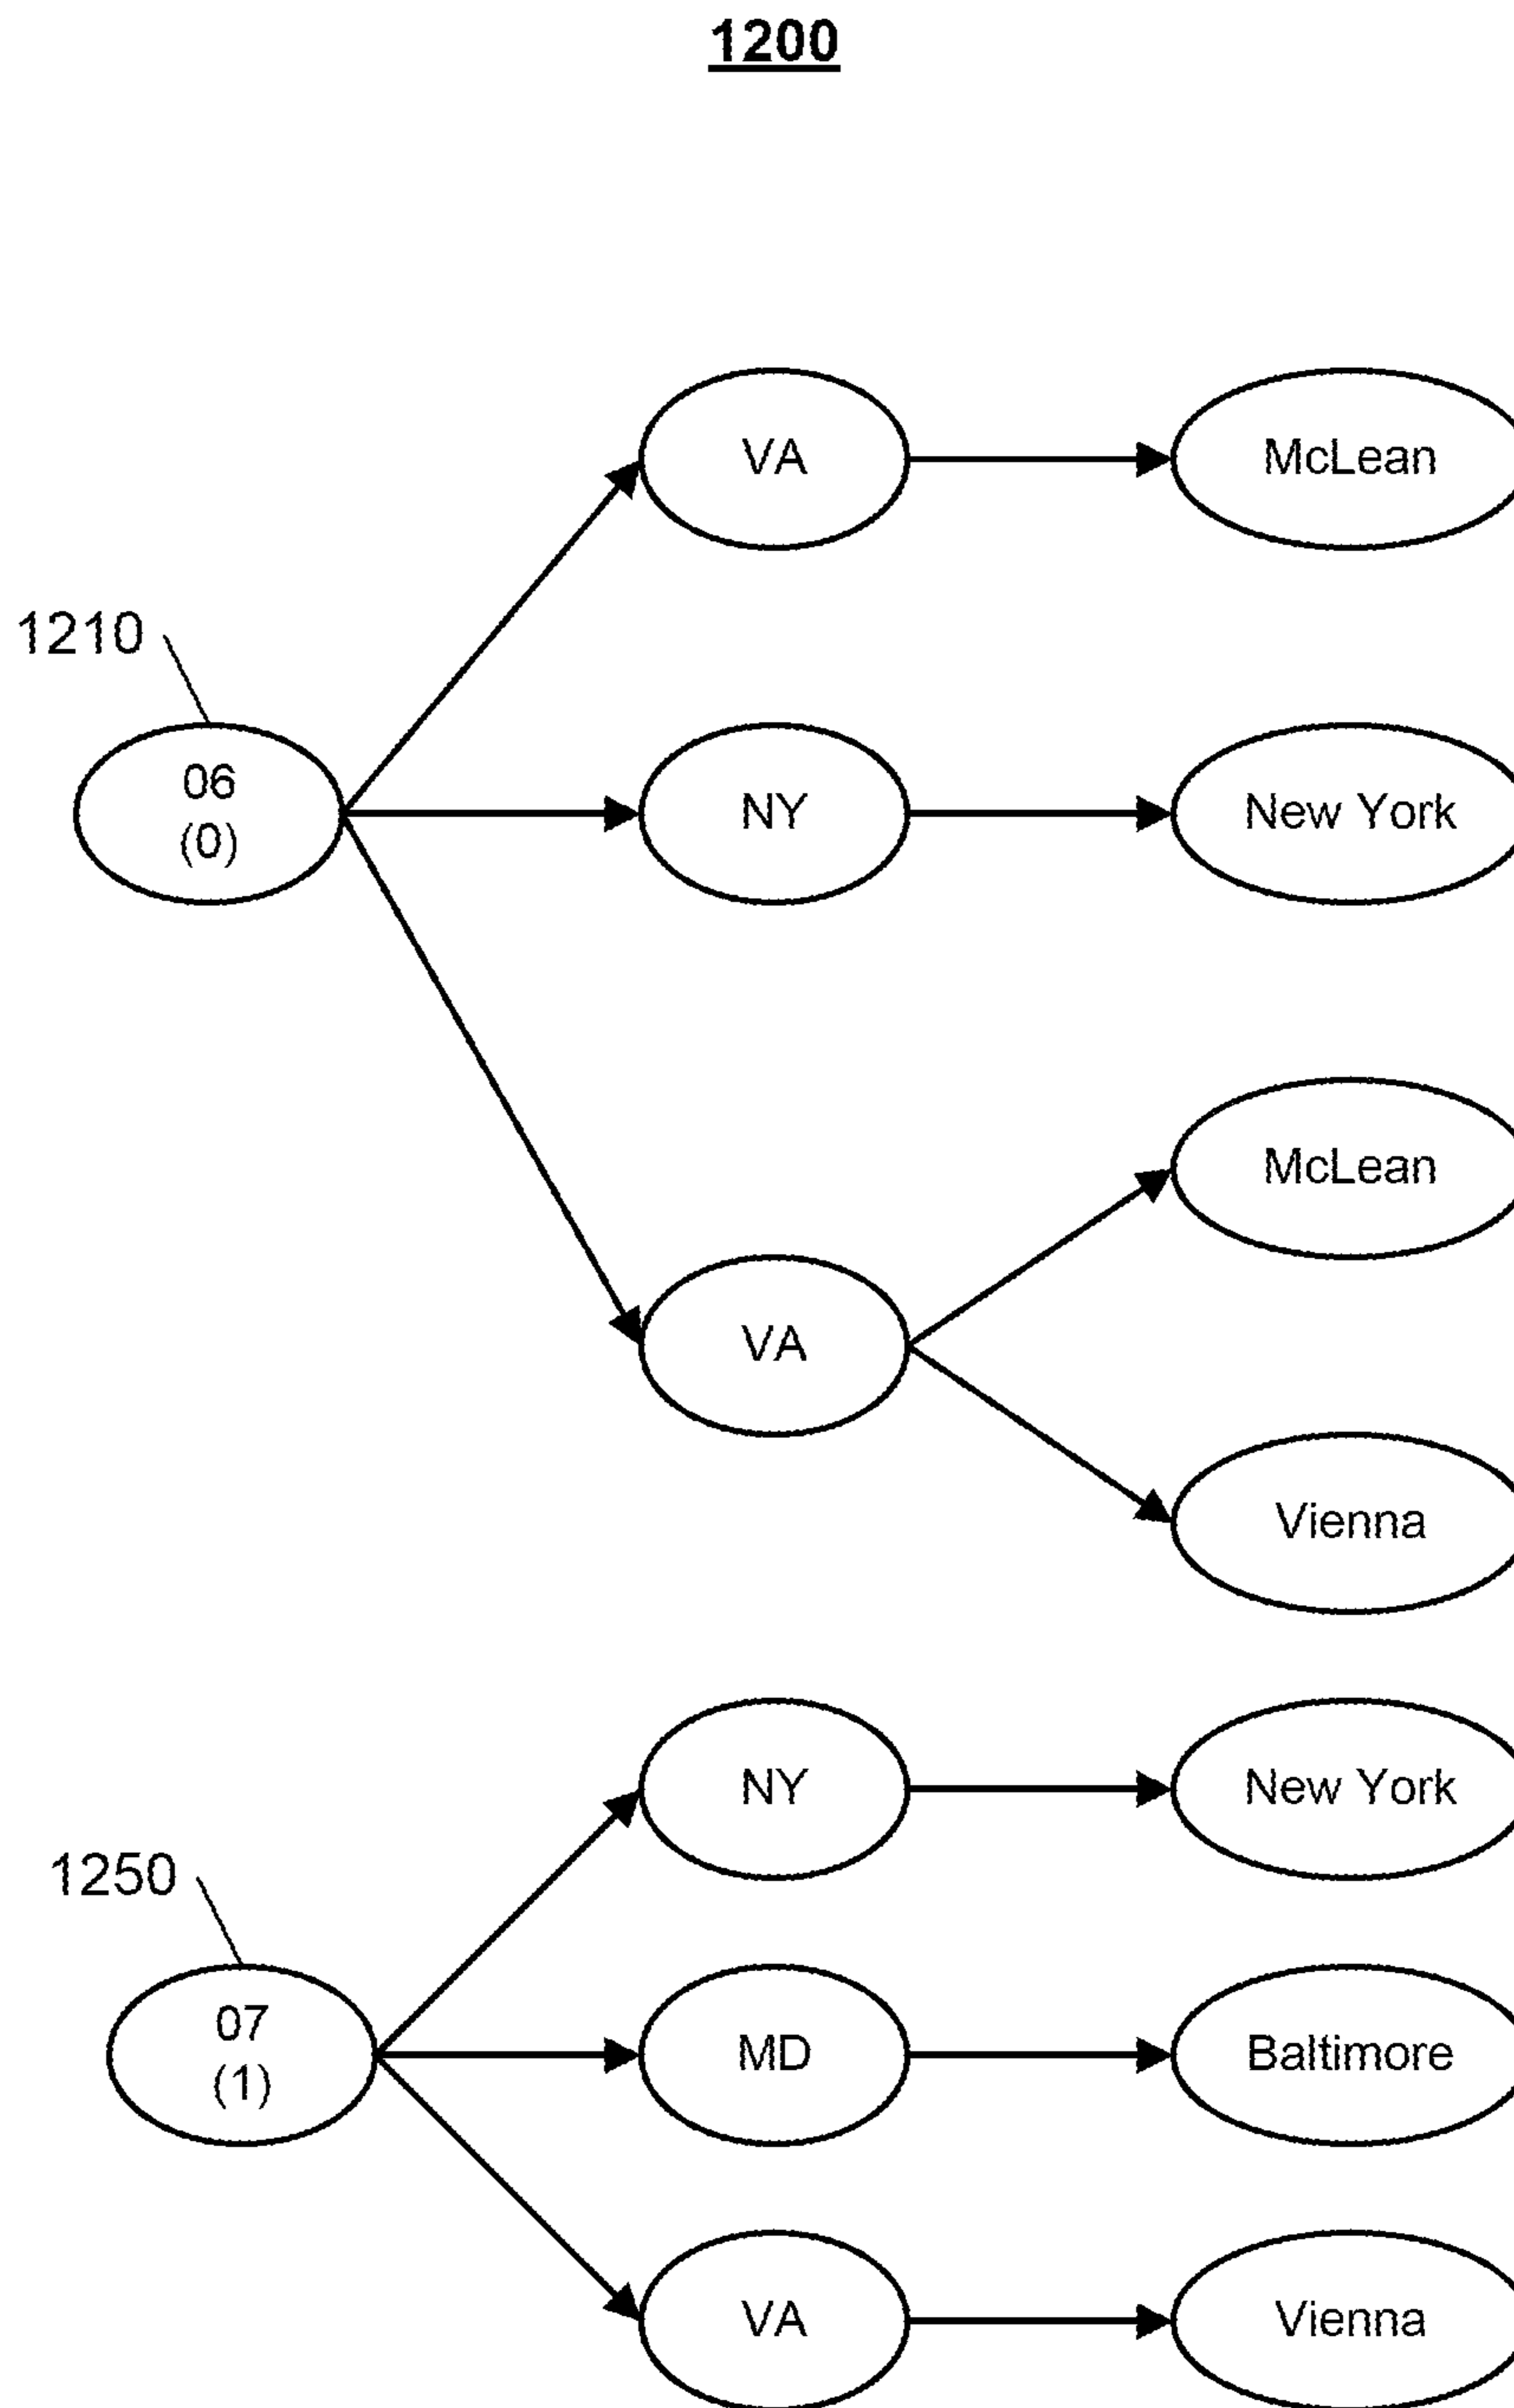 1200
VA
McLean
1210
06
(0)
NY
New York
McLean
VA
Vienna
NY
New York
1250
07
(1)
MD
Baltimore
VA
Vienna